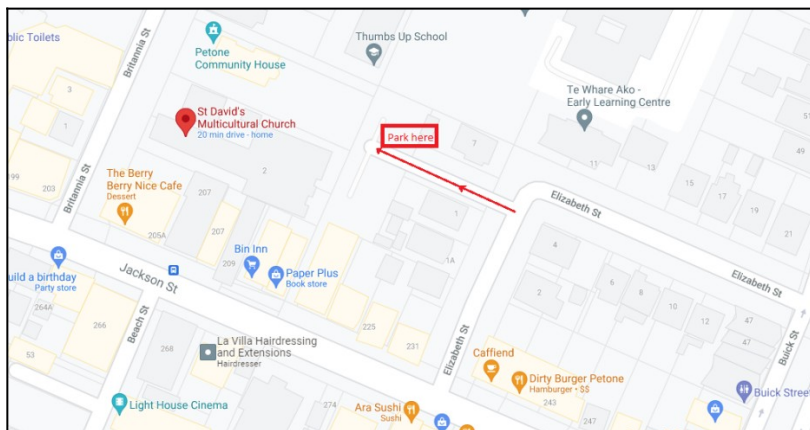 blic Toilets
Britannia St
Petone
Community House
Thumbs Up School
Te Whare Ako -
Early Learning Centre
3
1
St David's
Multicultural Church
20 min drive - home
Park here
7
11
13
15
17
19
21
49
51
199
203
Britannia St
The Berry
Berry Nice Cafe
Dessert
205A
207
207
209
2
Bin Inn
Paper Plus
Book store
1
1A
Elizabeth St
Elizabeth St
4
2
6
8
10
12
47
47
uild a birthday
Party store
264A
266
53
Jackson St
Beach St
268
225
231
Elizabeth St
Buick St
La Villa Hairdressing
and Extensions
Hairdresser
Caffiend
Dirty Burger Petone
Hamburger • $$
243
247
Buick Street
Light House Cinema
274
Ara Sushi
Sushi